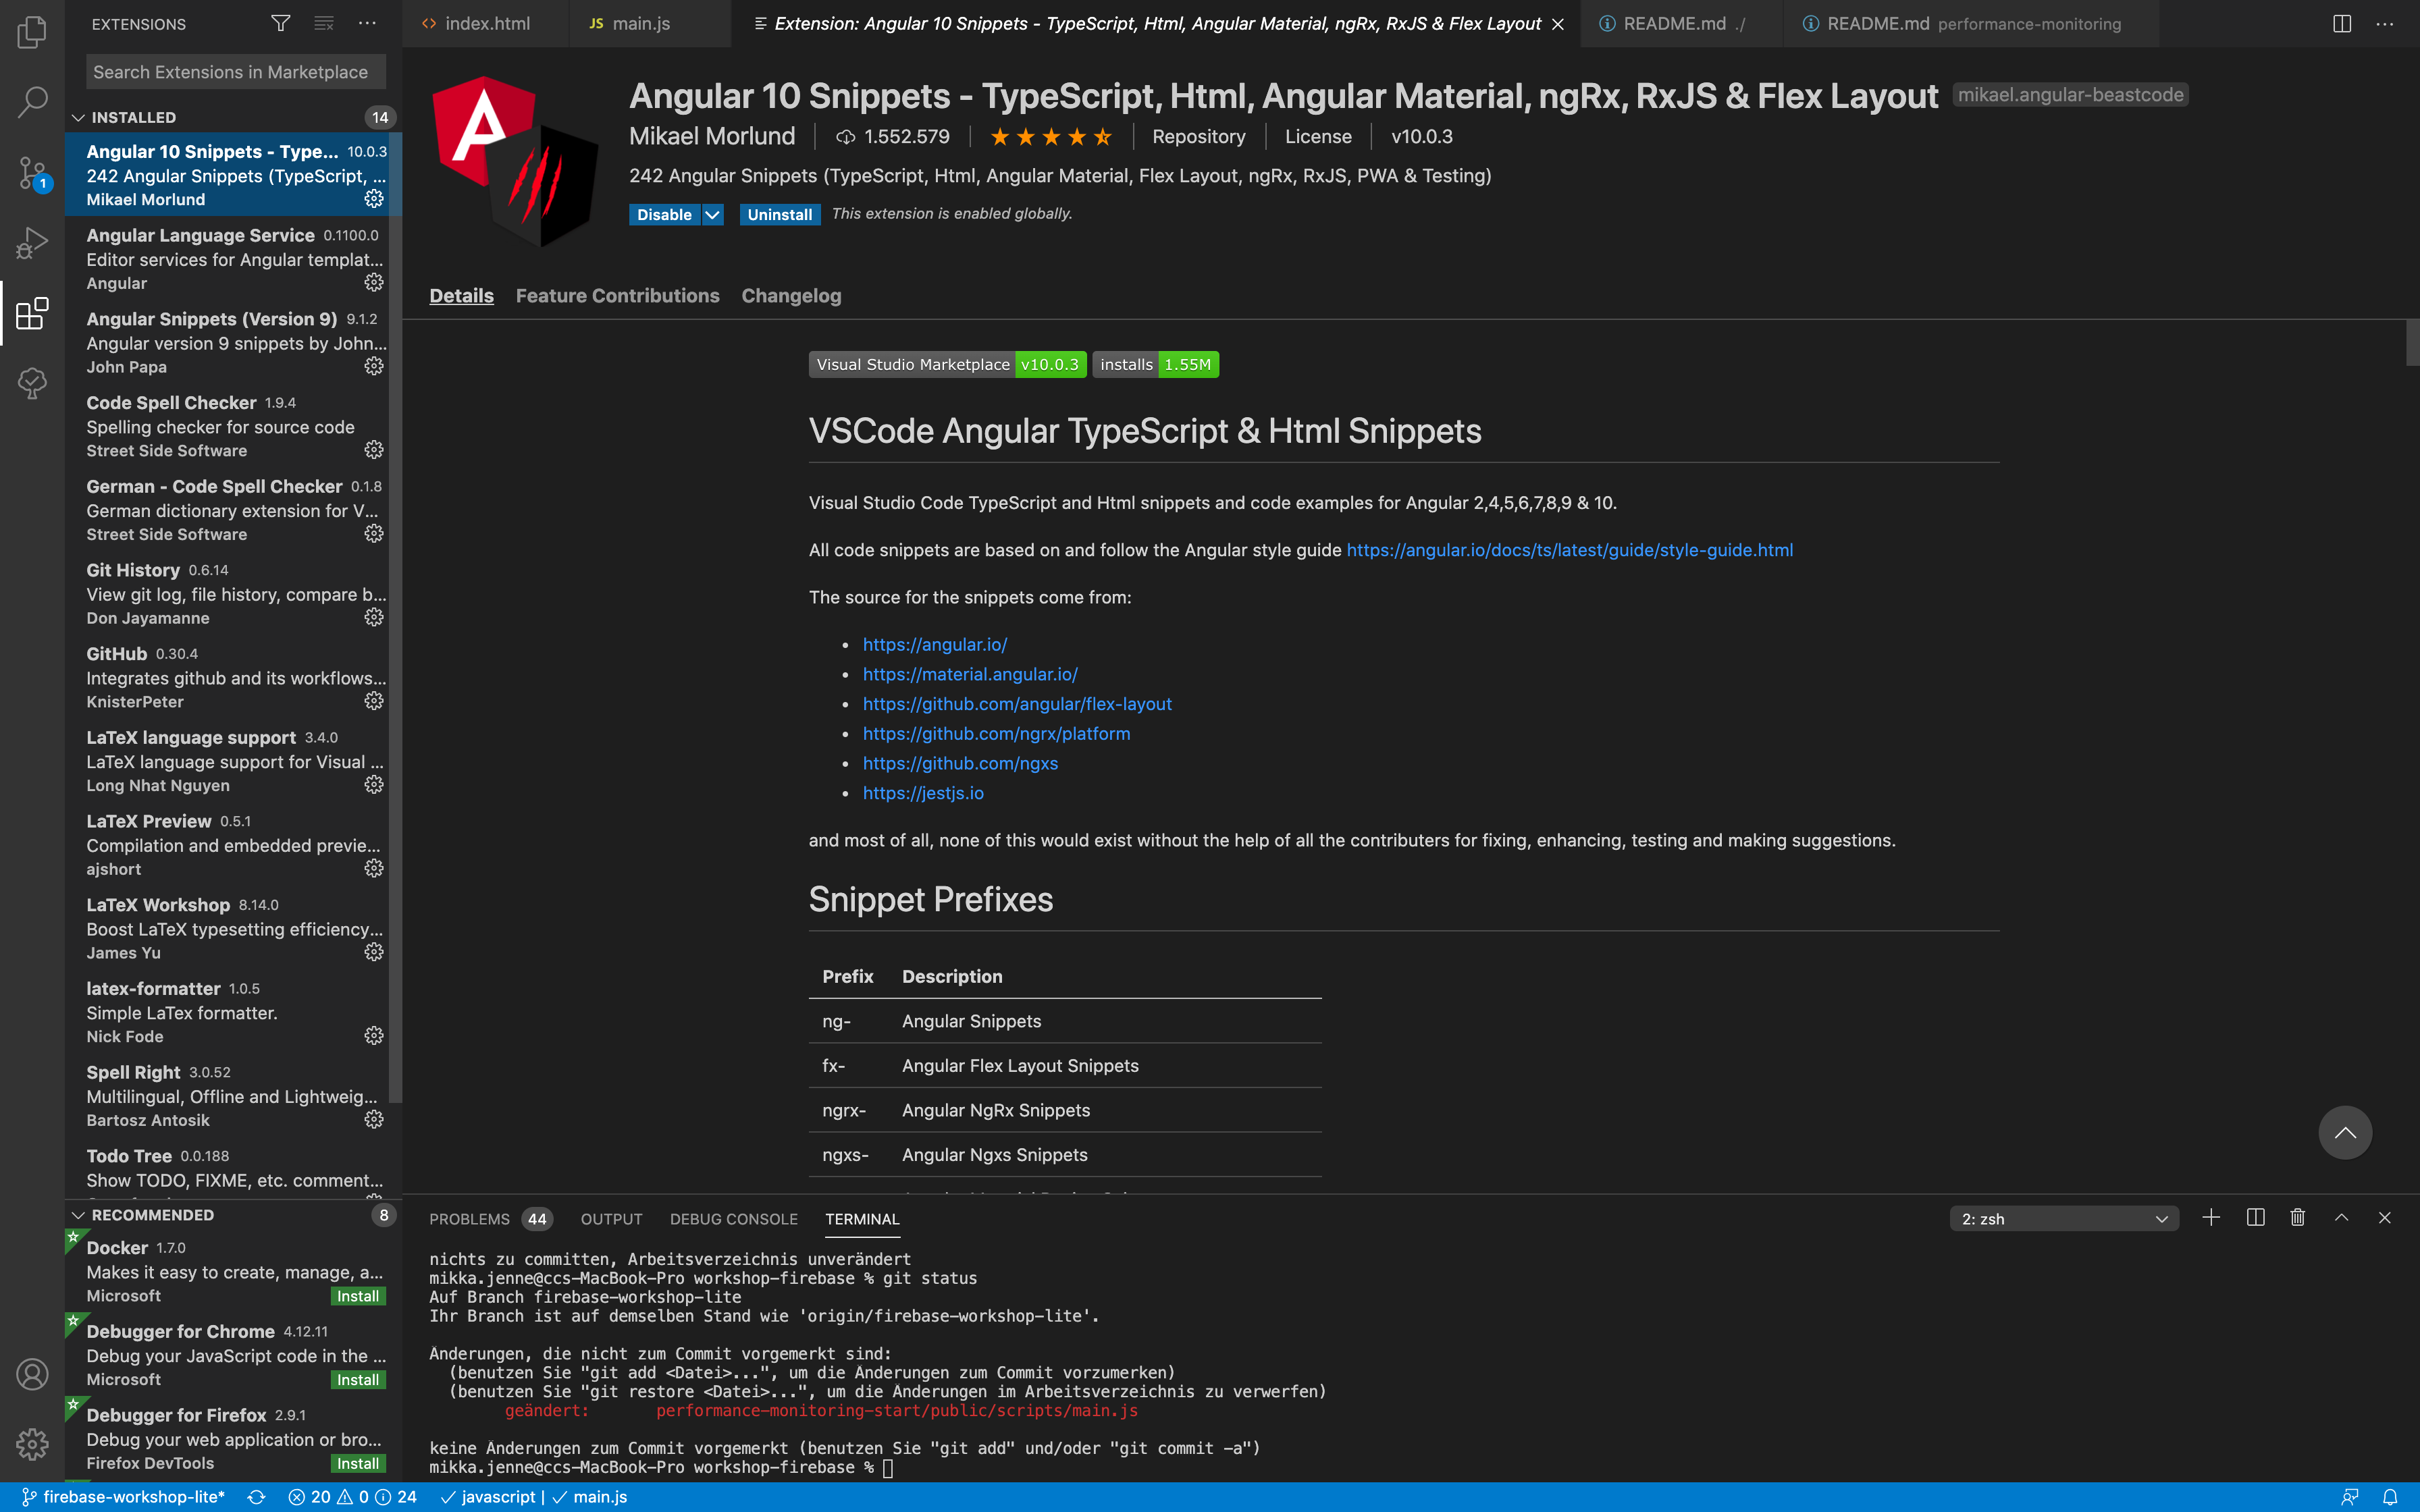 EXTENSIONS
Search Extensions in Marketplace
INSTALLED 14
Angular 10 Snippets - Type... 10.0.3
242 Angular Snippets (TypeScript, ...
Mikael Morlund
Angular Language Service 0.1100.0
Editor services for Angular templat...
Angular
Angular Snippets (Version 9) 9.1.2
Angular version 9 snippets by John...
John Papa
Code Spell Checker 1.9.4
Spelling checker for source code
Street Side Software
German - Code Spell Checker 0.1.8
German dictionary extension for V...
Street Side Software
Git History 0.6.14
View git log, file history, compare b...
Don Jayamanne
GitHub 0.30.4
Integrates github and its workflows...
KnisterPeter
LaTeX language support 3.4.0
LaTeX language support for Visual ...
Long Nhat Nguyen
LaTeX Preview 0.5.1
Compilation and embedded previe...
ajshort
LaTeX Workshop 8.14.0
Boost LaTeX typesetting efficiency...
James Yu
latex-formatter 1.0.5
Simple LaTex formatter.
Nick Fode
Spell Right 3.0.52
Multilingual, Offline and Lightweig...
Bartosz Antosik
Todo Tree 0.0.188
Show TODO, FIXME, etc. comment...
RECOMMENDED 8
Docker 1.7.0
Makes it easy to create, manage, a...
Microsoft Install
Debugger for Chrome 4.12.11
Debug your JavaScript code in the ...
Microsoft Install
Debugger for Firefox 2.9.1
Debug your web application or bro...
Firefox DevTools Install
index.html
JS main.js
Extension: Angular 10 Snippets - TypeScript, Html, Angular Material, ngRx, RxJS & Flex Layout
README.md ./
README.md performance-monitoring
Angular 10 Snippets - TypeScript, Html, Angular Material, ngRx, RxJS & Flex Layout mikael.angular-beastcode
Mikael Morlund 1.552.579 Repository License v10.0.3
242 Angular Snippets (TypeScript, Html, Angular Material, Flex Layout, ngRx, RxJS, PWA & Testing)
Disable Uninstall This extension is enabled globally.
Details Feature Contributions Changelog
Visual Studio Marketplace v10.0.3 installs 1.55M
VSCode Angular TypeScript & Html Snippets
Visual Studio Code TypeScript and Html snippets and code examples for Angular 2,4,5,6,7,8,9 & 10.
All code snippets are based on and follow the Angular style guide https://angular.io/docs/ts/latest/guide/style-guide.html
The source for the snippets come from:
https://angular.io/
https://material.angular.io/
https://github.com/angular/flex-layout
https://github.com/ngrx/platform
https://github.com/ngxs
https://jestjs.io
and most of all, none of this would exist without the help of all the contributers for fixing, enhancing, testing and making suggestions.
Snippet Prefixes
Prefix Description
ng- Angular Snippets
fx- Angular Flex Layout Snippets
ngrx- Angular NgRx Snippets
ngxs- Angular Ngxs Snippets
PROBLEMS 44 OUTPUT DEBUG CONSOLE TERMINAL 2: zsh
nichts zu committen, Arbeitsverzeichnis unverändert
mikka.jenne@ccs-MacBook-Pro workshop-firebase % git status
Auf Branch firebase-workshop-lite
Ihr Branch ist auf demselben Stand wie 'origin/firebase-workshop-lite'.
Änderungen, die nicht zum Commit vorgemerkt sind:
(benutzen Sie "git add <Datei>...", um die Änderungen zum Commit vorzumerken)
(benutzen Sie "git restore <Datei>...", um die Änderungen im Arbeitsverzeichnis zu verwerfen)
geändert: performance-monitoring-start/public/scripts/main.js
keine Änderungen zum Commit vorgemerkt (benutzen Sie "git add" und/oder "git commit -a")
mikka.jenne@ccs-MacBook-Pro workshop-firebase %
firebase-workshop-lite* 20 0 24 javascript | main.js